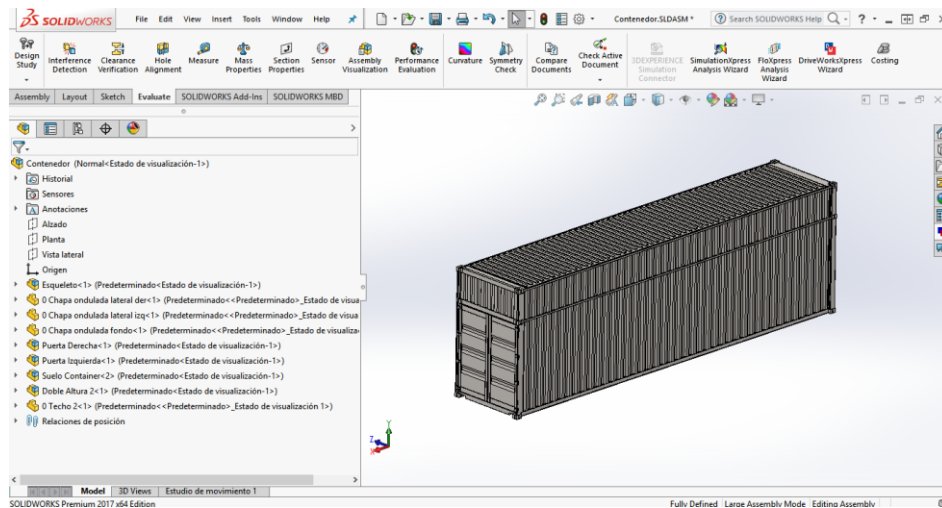 SOLIDWORKS File Edit View Insert Tools Window Help Contenedor.SLDASM * Search SOLIDWORKS Help
Design Study Interference Detection Clearance Verification Hole Alignment Measure Mass Properties Section Properties Sensor Assembly Visualization Performance Evaluation Curvature Symmetry Check Compare Documents Check Active Document 3DEXPERIENCE Simulation Connector SimulationXpress Analysis Wizard FloXpress Analysis Wizard DriveWorksXpress Wizard Costing
Assembly Layout Sketch Evaluate SOLIDWORKS Add-Ins SOLIDWORKS MBD
Contenedor (Normal<Estado de visualización-1>)
Historial
Sensores
Anotaciones
Alzado
Planta
Vista lateral
Origen
Esqueleto<1> (Predeterminado<Estado de visualización-1>)
0 Chapa ondulada lateral der<1> (Predeterminado<<Predeterminado>_Estado de visua
0 Chapa ondulada lateral izq<1> (Predeterminado<<Predeterminado>_Estado de visua
0 Chapa ondulada fondo<1> (Predeterminado<<Predeterminado>_Estado de visualiza
Puerta Derecha<1> (Predeterminado<Estado de visualización-1>)
Puerta Izquierda<1> (Predeterminado<Estado de visualización-1>)
Suelo Container<2> (Predeterminado<Estado de visualización-1>)
Doble Altura 2<1> (Predeterminado<Estado de visualización-1>)
0 Techo 2<1> (Predeterminado<<Predeterminado>_Estado de visualización 1>)
Relaciones de posición
Y
Z
X
Model 3D Views Estudio de movimiento 1
SOLIDWORKS Premium 2017 x64 Edition Fully Defined Large Assembly Mode Editing Assembly